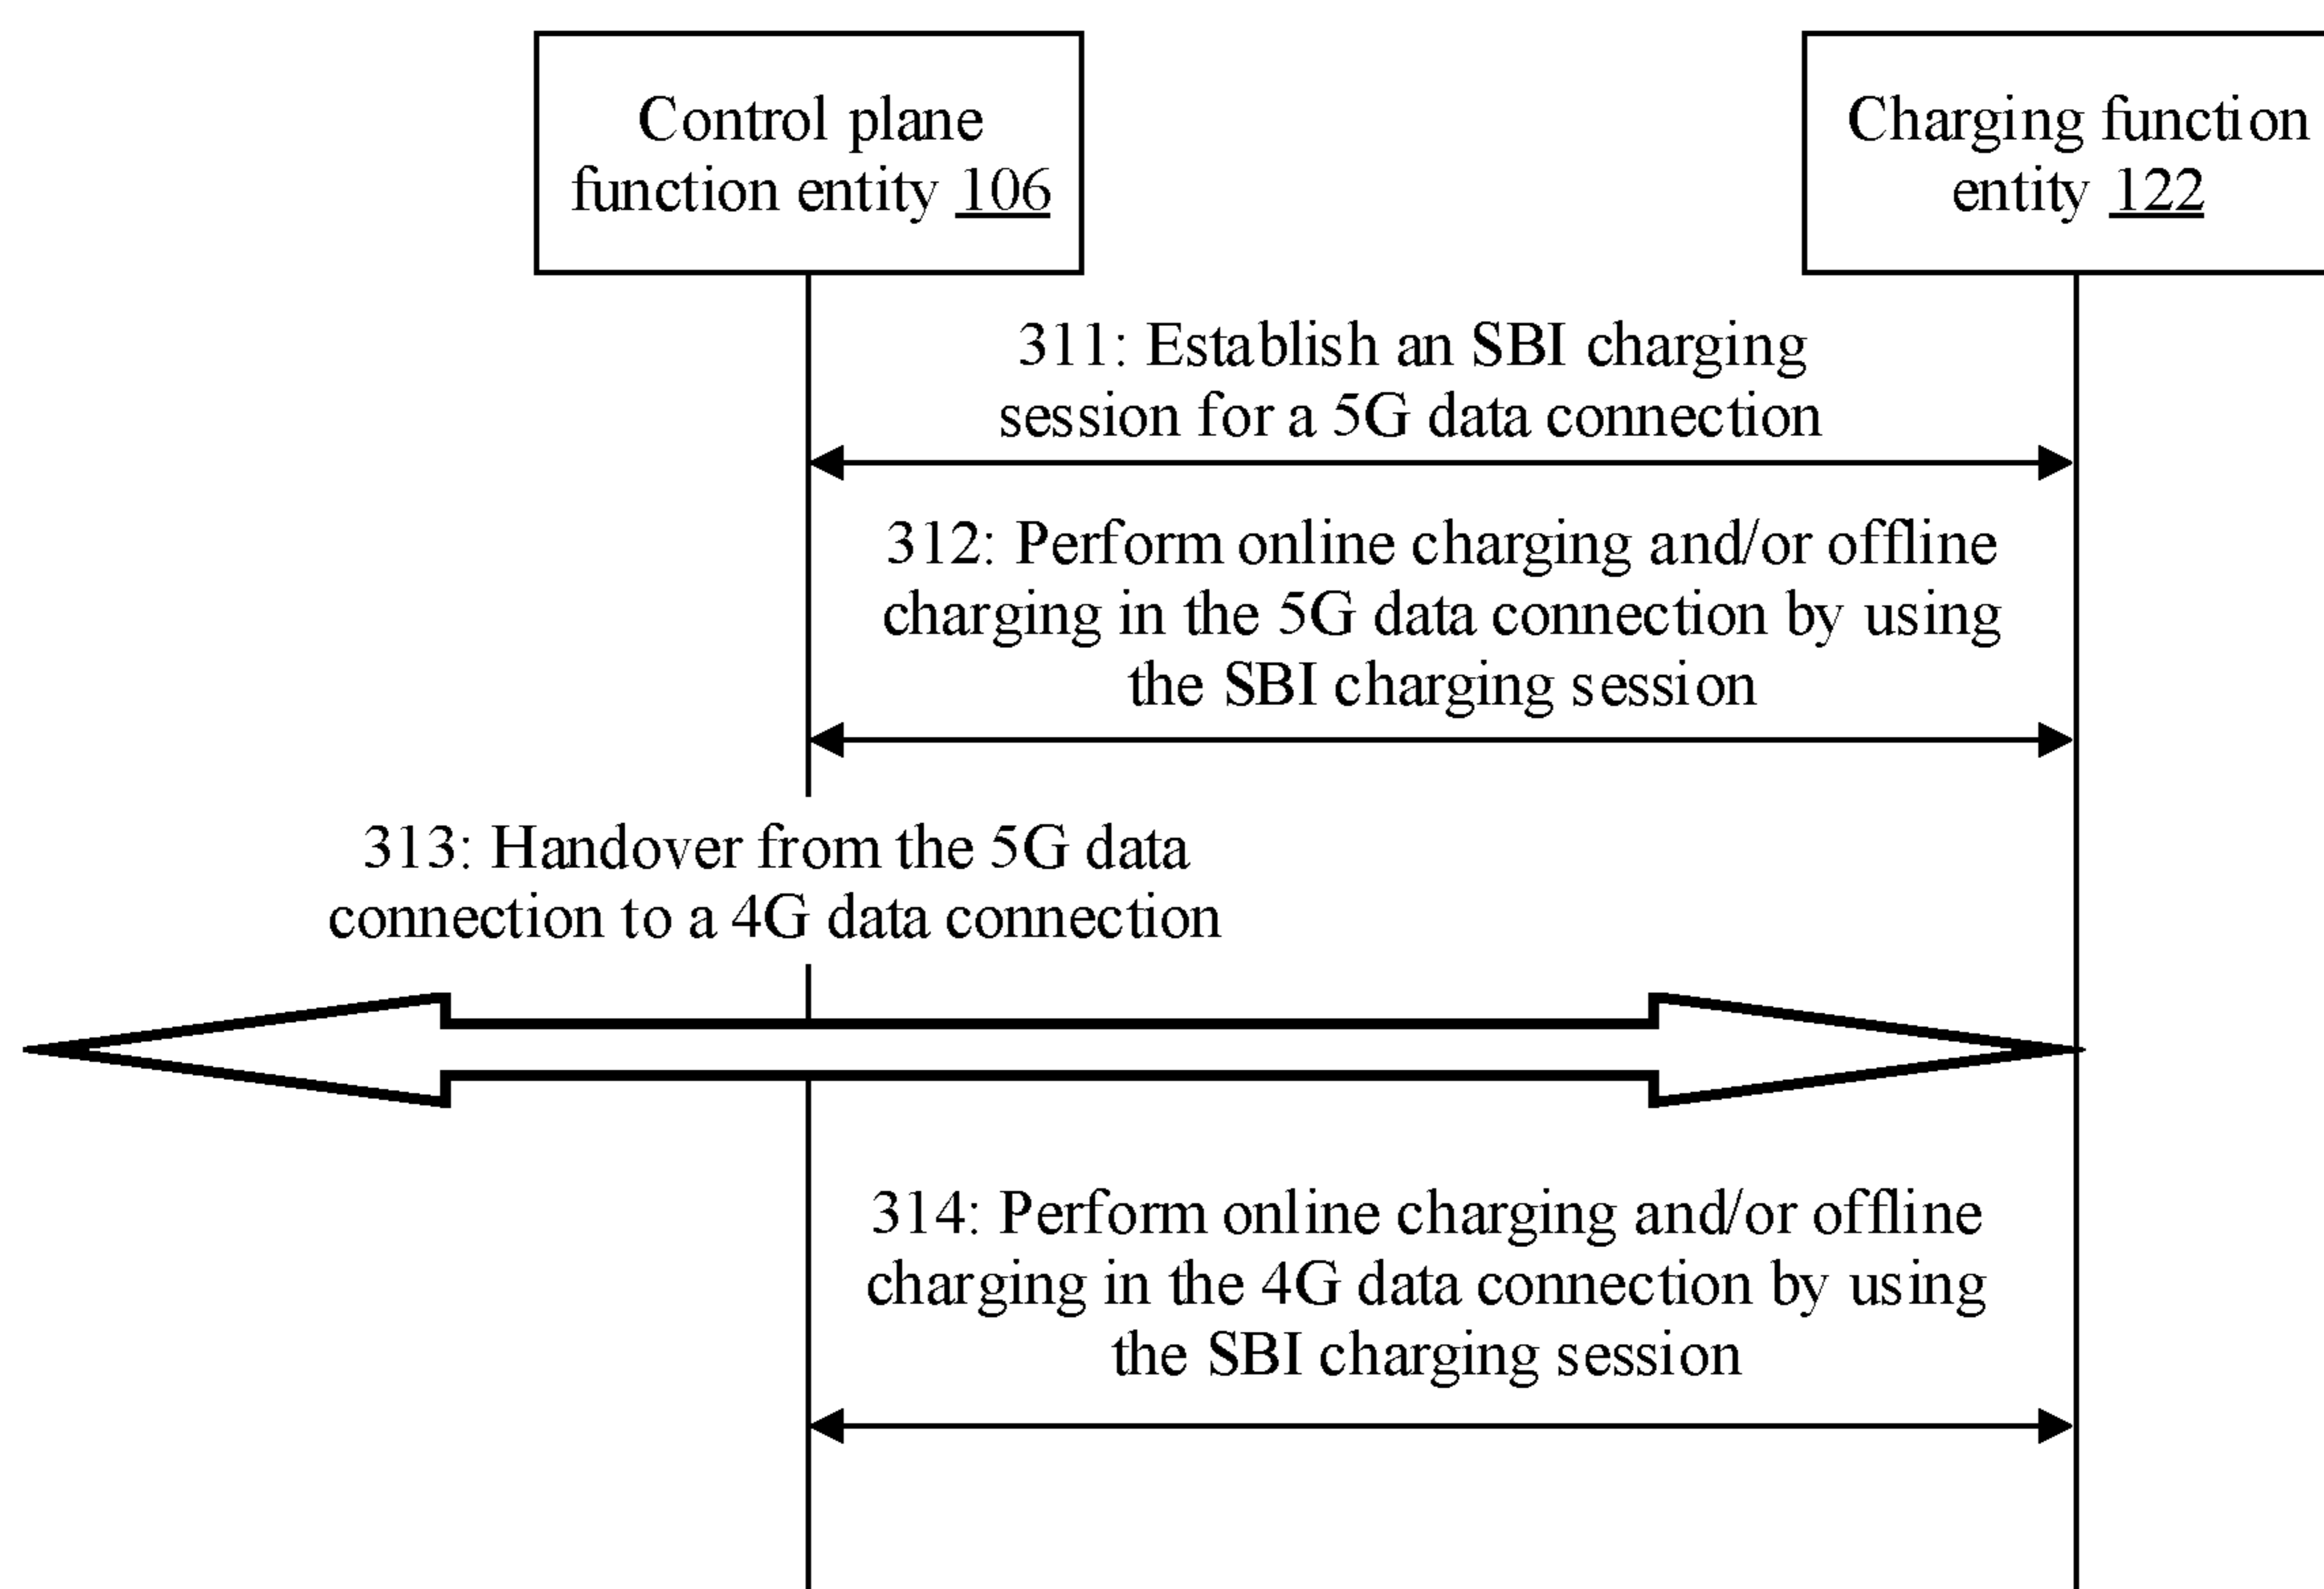 Control plane
function entity 106
Charging function
entity 122
311: Establish an SBI charging
session for a 5G data connection
312: Perform online charging and/or offline
charging in the 5G data connection by using
the SBI charging session
313: Handover from the 5G data
connection to a 4G data connection
314: Perform online charging and/or offline
charging in the 4G data connection by using
the SBI charging session